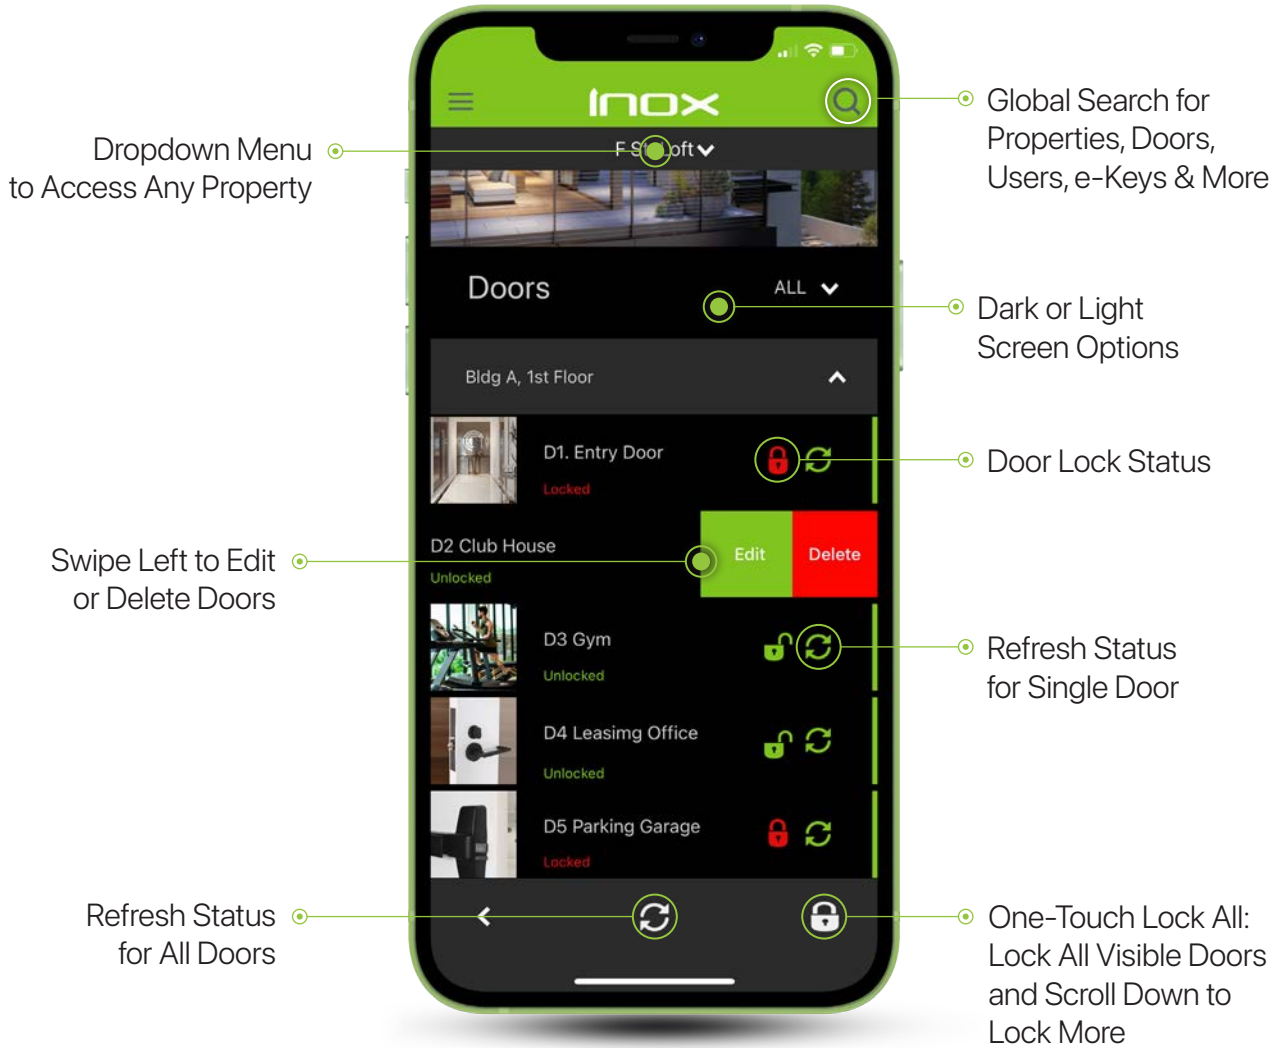 INOX
F St. Loft
Dropdown Menu
to Access Any Property
Global Search for
Properties, Doors,
Users, e-Keys & More
Doors
ALL
Dark or Light
Screen Options
Bldg A, 1st Floor
D1. Entry Door
Locked
Door Lock Status
D2 Club House
Unlocked
Edit
Delete
Swipe Left to Edit
or Delete Doors
D3 Gym
Unlocked
Refresh Status
for Single Door
D4 Leasimg Office
Unlocked
D5 Parking Garage
Locked
Refresh Status
for All Doors
One-Touch Lock All:
Lock All Visible Doors
and Scroll Down to
Lock More